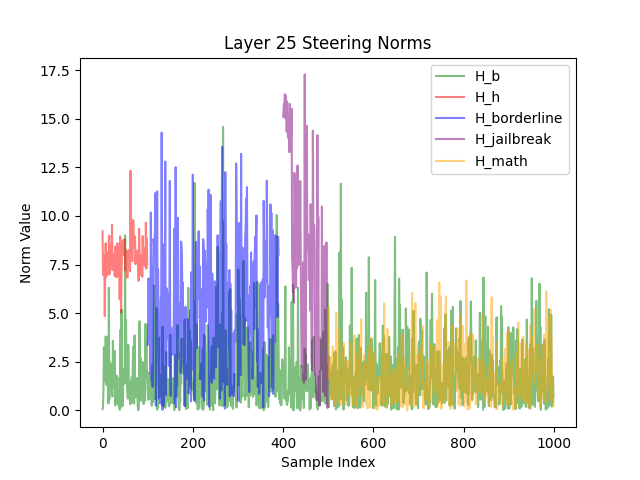 Layer 25 Steering Norms
17.5
15.0
12.5
10.0
7.5
5.0
2.5
0.0
Norm Value
H_b
H_h
H_borderline
H_jailbreak
H_math
0 200 400 600 800 1000
Sample Index